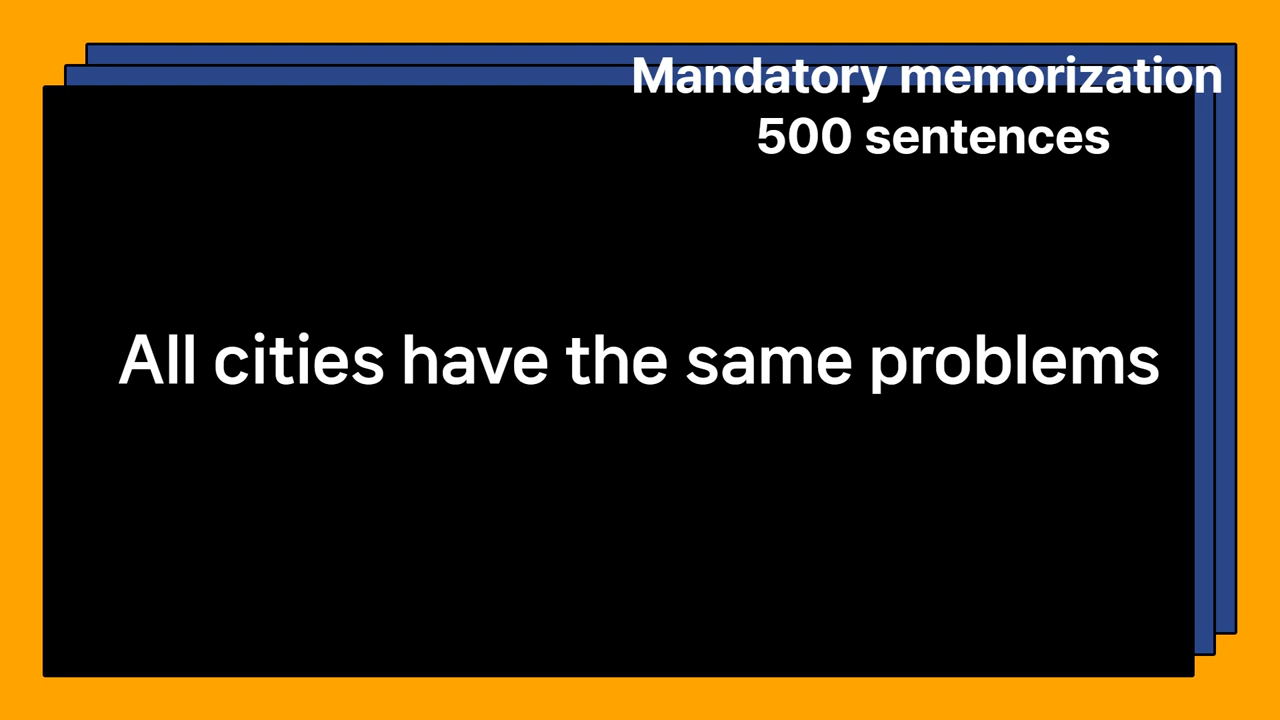 Mandatory memorization
500 sentences
All cities have the same problems